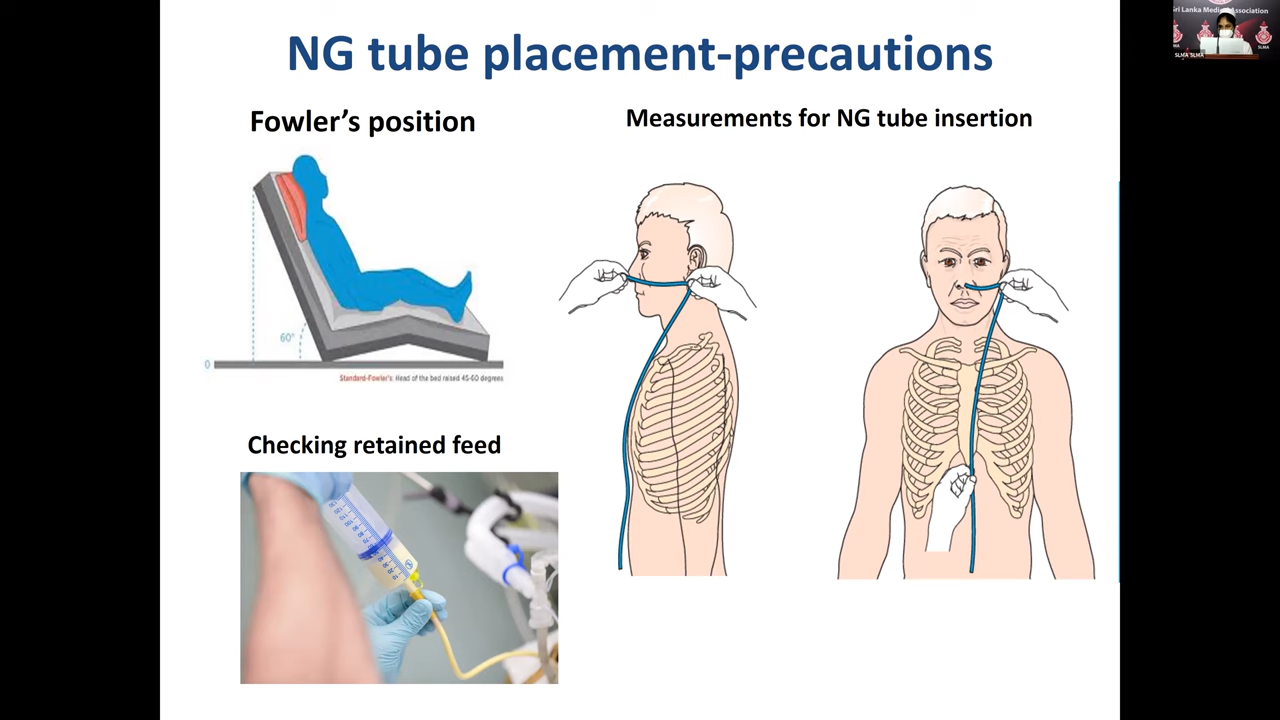 NG tube placement-precautions
Fowler’s position
Measurements for NG tube insertion
60°
0
Standard-Fowler's: Head of the bed raised 45-60 degrees
Checking retained feed
Sri Lanka Medical Association
SLMA SLMA
SLMA